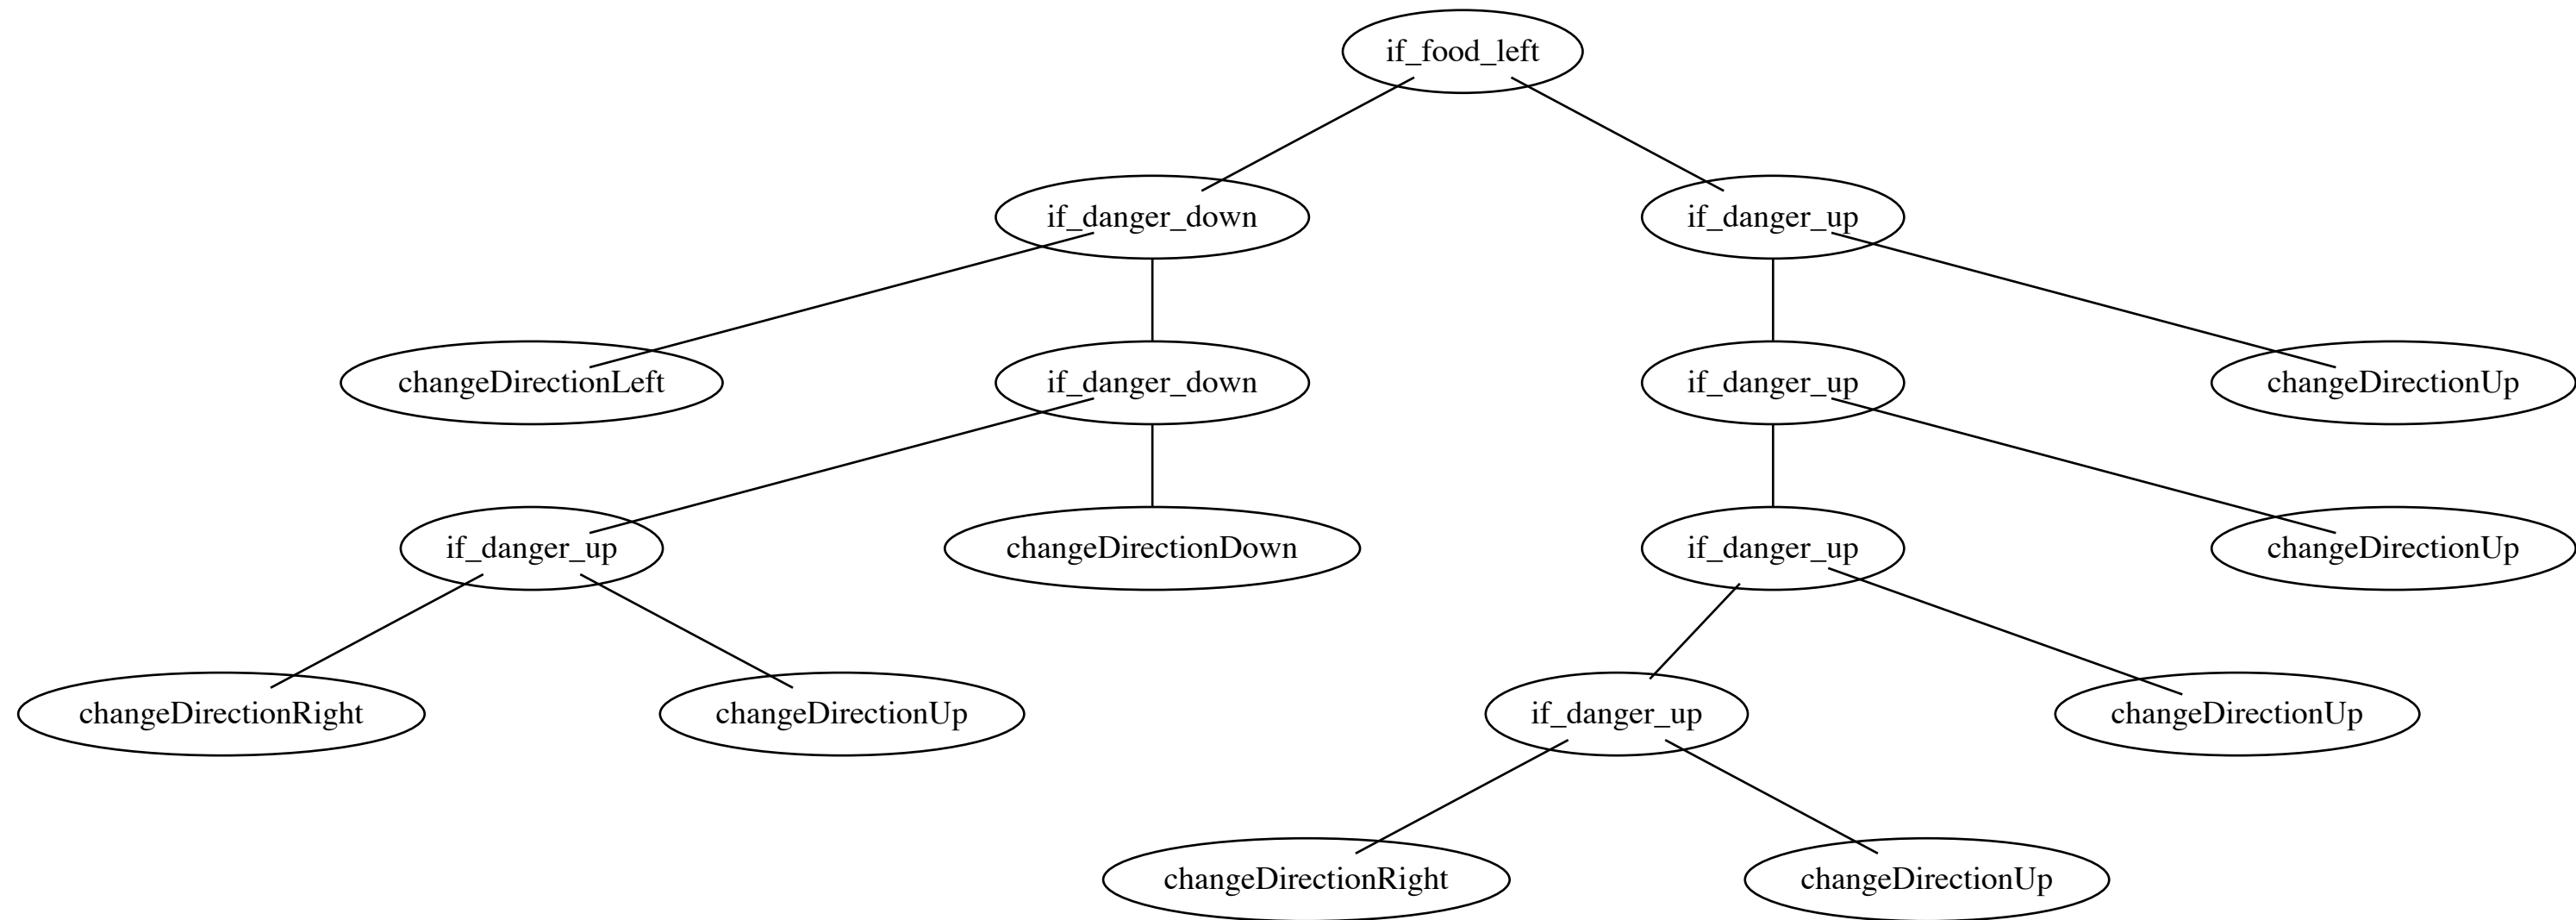 if_food_left
if_danger_down
if_danger_up
changeDirectionLeft
if_danger_down
if_danger_up
changeDirectionUp
if_danger_up
changeDirectionDown
if_danger_up
changeDirectionUp
changeDirectionRight
changeDirectionUp
if_danger_up
changeDirectionUp
changeDirectionRight
changeDirectionUp